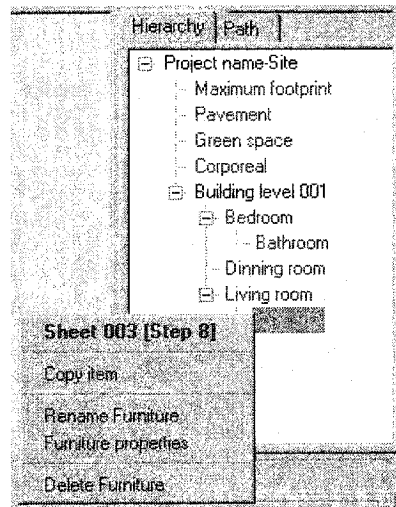 Hierarchy Path
Project name-Site
Maximum footprint
Pavement
Green space
Corporeal
Building level 001
Bedroom
Bathroom
Dinning room
Living room
Sheet 003 [Step 8]
Copy item
Rename Furniture
Furniture properties
Delete Furniture